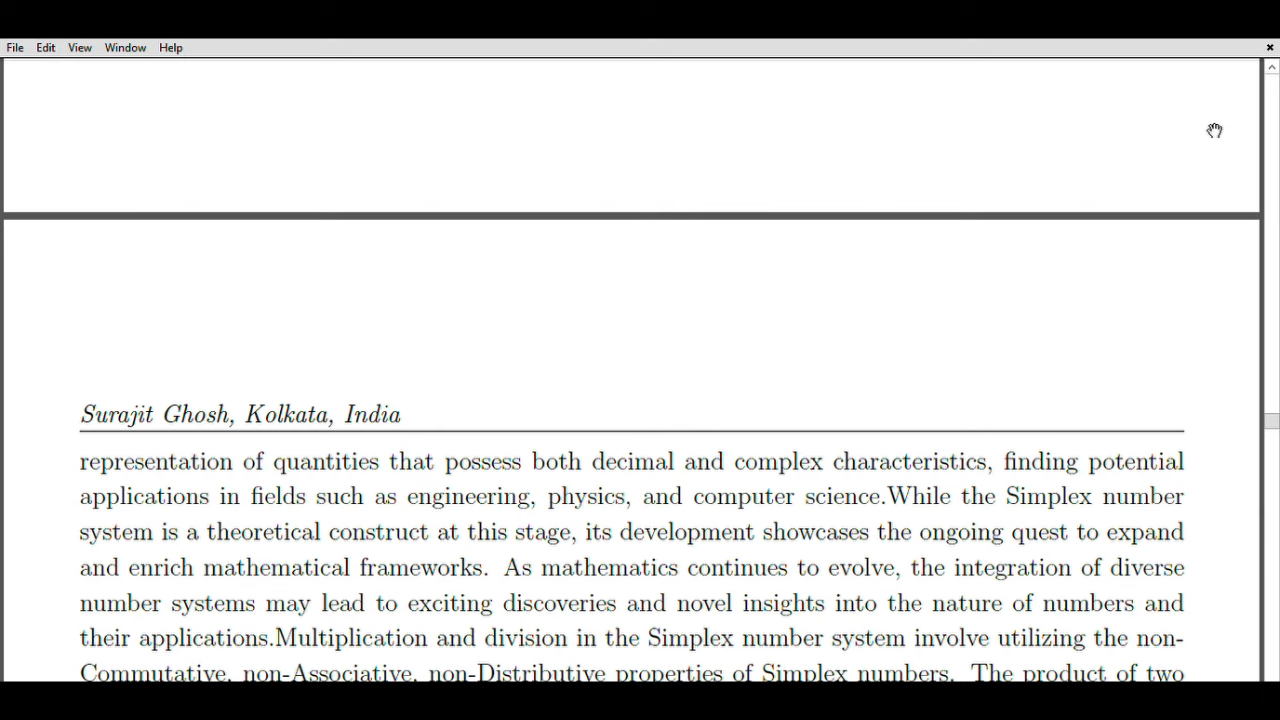 File Edit View Window Help
Surajit Ghosh, Kolkata, India
representation of quantities that possess both decimal and complex characteristics, finding potential
applications in fields such as engineering, physics, and computer science.While the Simplex number
system is a theoretical construct at this stage, its development showcases the ongoing quest to expand
and enrich mathematical frameworks. As mathematics continues to evolve, the integration of diverse
number systems may lead to exciting discoveries and novel insights into the nature of numbers and
their applications.Multiplication and division in the Simplex number system involve utilizing the non-
Commutative, non-Associative, non-Distributive properties of Simplex numbers. The product of two